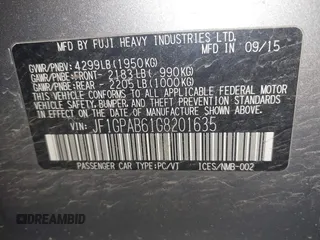 MFD. BY FUJI HEAVY INDUSTRIES LTD. IN 09/15
GVWR/PNBV: 4299LB(1950KG)
GAWR/PNBE:FRONT- 2183LB( 990KG)
GAWR/PNBE:REAR - 2205LB(1000KG)
THIS VEHICLE CONFORMS TO ALL APPLICABLE FEDERAL
MOTOR VEHICLE SAFETY, BUMPER, AND THEFT
PREVENTION STANDARDS IN EFFECT ON THE DATE OF
MANUFACTURE SHOWN ABOVE.
VIN: JF1GPAB61G8201635
PASSENGER CAR TYPE:PC/VT ICES/NMB-002
DREAMBID